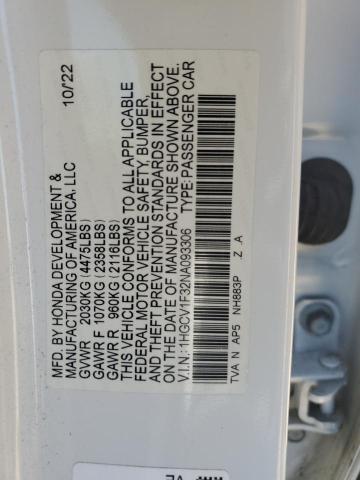 MFD. BY HONDA DEVELOPMENT & 10/22
MANUFACTURING OF AMERICA, LLC
GVWR 2030KG (4475LBS)
GAWR F 1070KG (2358LBS)
GAWR R 960KG (2116LBS)
THIS VEHICLE CONFORMS TO ALL APPLICABLE
FEDERAL MOTOR VEHICLE SAFETY, BUMPER,
AND THEFT PREVENTION STANDARDS IN EFFECT
ON THE DATE OF MANUFACTURE SHOWN ABOVE.
V.I.N.: 1HGCV1F32NA093306 TYPE: PASSENGER CAR
TVA N AP5 NH883P Z .A